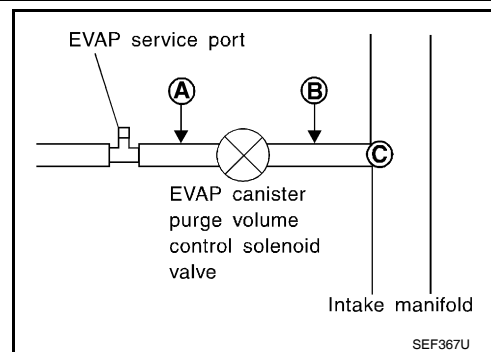 EVAP service port
A
B
C
EVAP canister
purge volume
control solenoid
valve
Intake manifold
SEF367U